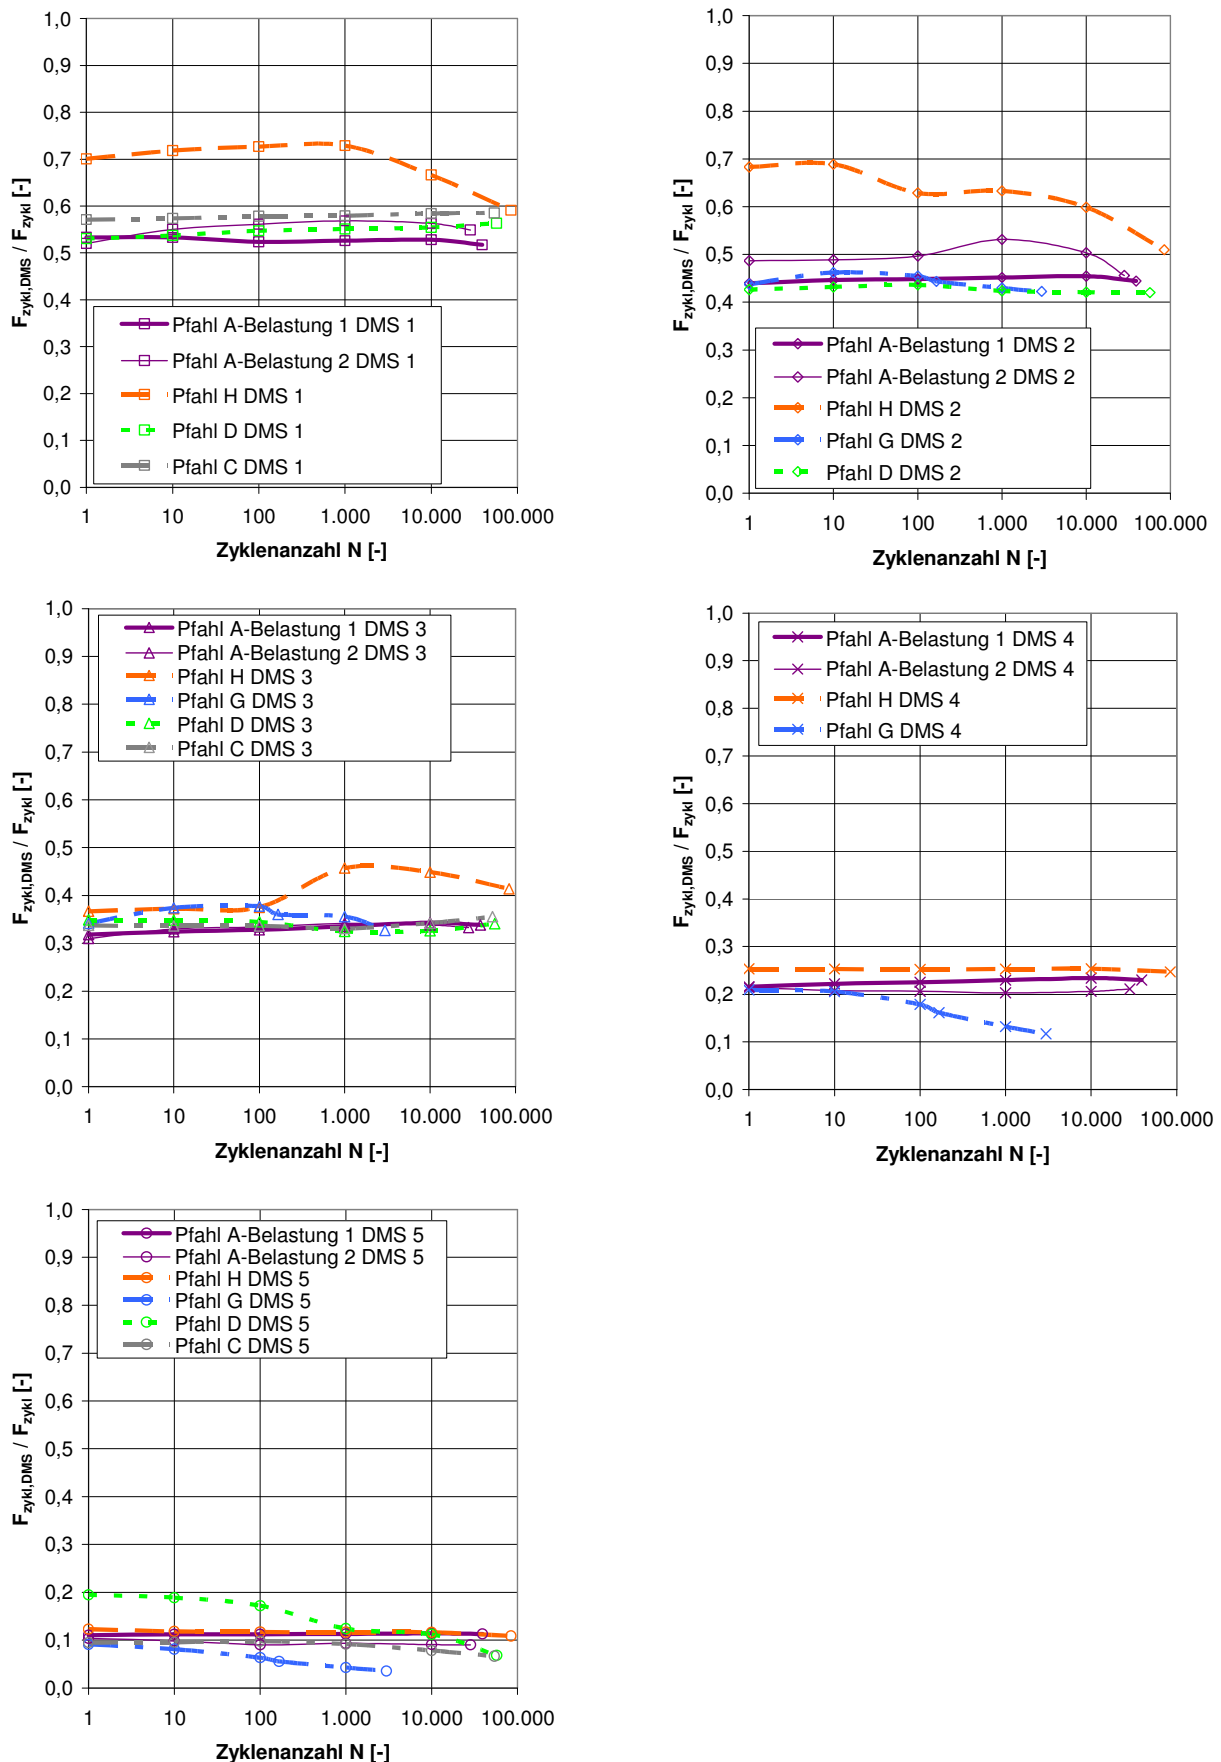 1,0
0,9
0,8
0,7
0,6
0,5
0,4
0,3
0,2
0,1
0,0
F zykl,DMS / F zykl [-]
Pfahl A-Belastung 1 DMS 1
Pfahl A-Belastung 2 DMS 1
Pfahl H DMS 1
Pfahl D DMS 1
Pfahl C DMS 1
1 10 100 1.000 10.000 100.000
Zyklenanzahl N [-]
1,0
0,9
0,8
0,7
0,6
0,5
0,4
0,3
0,2
0,1
0,0
F zykl,DMS / F zykl [-]
Pfahl A-Belastung 1 DMS 2
Pfahl A-Belastung 2 DMS 2
Pfahl H DMS 2
Pfahl G DMS 2
Pfahl D DMS 2
1 10 100 1.000 10.000 100.000
Zyklenanzahl N [-]
1,0
0,9
0,8
0,7
0,6
0,5
0,4
0,3
0,2
0,1
0,0
F zykl,DMS / F zykl [-]
Pfahl A-Belastung 1 DMS 3
Pfahl A-Belastung 2 DMS 3
Pfahl H DMS 3
Pfahl G DMS 3
Pfahl D DMS 3
Pfahl C DMS 3
1 10 100 1.000 10.000 100.000
Zyklenanzahl N [-]
1,0
0,9
0,8
0,7
0,6
0,5
0,4
0,3
0,2
0,1
0,0
F zykl,DMS / F zykl [-]
Pfahl A-Belastung 1 DMS 4
Pfahl A-Belastung 2 DMS 4
Pfahl H DMS 4
Pfahl G DMS 4
1 10 100 1.000 10.000 100.000
Zyklenanzahl N [-]
1,0
0,9
0,8
0,7
0,6
0,5
0,4
0,3
0,2
0,1
0,0
F zykl,DMS / F zykl [-]
Pfahl A-Belastung 1 DMS 5
Pfahl A-Belastung 2 DMS 5
Pfahl H DMS 5
Pfahl G DMS 5
Pfahl D DMS 5
Pfahl C DMS 5
1 10 100 1.000 10.000 100.000
Zyklenanzahl N [-]